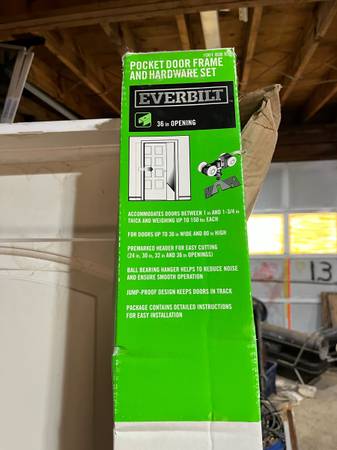 POCKET DOOR FRAME
AND HARDWARE SET
EVERBILT
36 in OPENING
ACCOMMODATES DOORS BETWEEN 1 in AND 1-3/4 in
THICK AND WEIGHING UP TO 150 lbs EACH
FOR DOORS UP TO 36 in WIDE AND 80 in HIGH
PREMARKED HEADER FOR EASY CUTTING
(24 in, 30 in, 32 in AND 36 in OPENINGS)
BALL BEARING HANGER HELPS TO REDUCE NOISE
AND ENSURE SMOOTH OPERATION
JUMP-PROOF DESIGN KEEPS DOORS IN TRACK
PACKAGE CONTAINS DETAILED INSTRUCTIONS
FOR EASY INSTALLATION
13